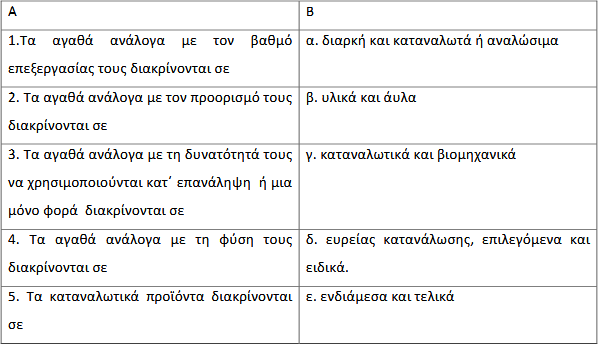 Α
Β
1.Τα αγαθά ανάλογα με τον βαθμό
επεξεργασίας τους διακρίνονται σε
α. διαρκή και καταναλωτά ή αναλώσιμα
2. Τα αγαθά ανάλογα με τον προορισμό τους
διακρίνονται σε
β. υλικά και άυλα
3. Τα αγαθά ανάλογα με τη δυνατότητά τους
να χρησιμοποιούνται κατ΄ επανάληψη ή μια
μόνο φορά διακρίνονται σε
γ. καταναλωτικά και βιομηχανικά
4. Τα αγαθά ανάλογα με τη φύση τους
διακρίνονται σε
δ. ευρείας κατανάλωσης, επιλεγόμενα και
ειδικά.
5. Τα καταναλωτικά προϊόντα διακρίνονται
σε
ε. ενδιάμεσα και τελικά